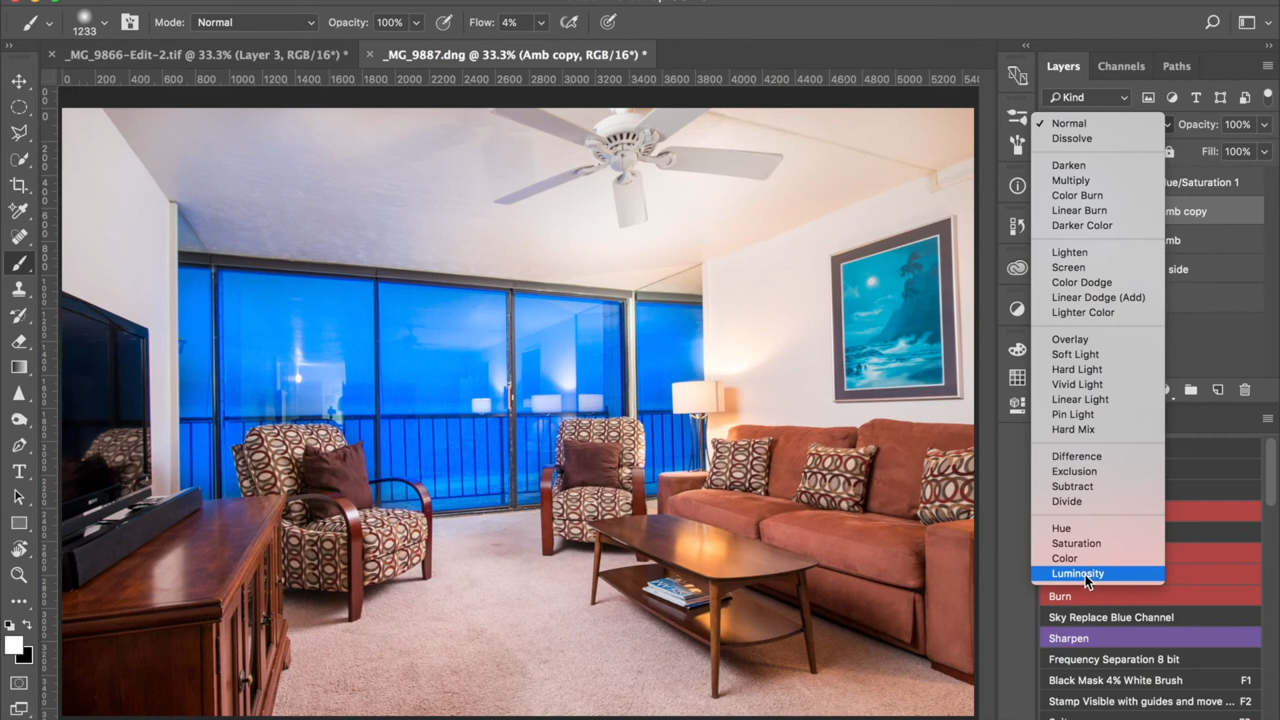 1233
Mode: Normal
Opacity: 100%
Flow: 4%
_MG_9866-Edit-2.tif @ 33.3% (Layer 3, RGB/16*) *
_MG_9887.dng @ 33.3% (Amb copy, RGB/16*) *
0 200 400 600 800 1000 1200 1400 1600 1800 2000 2200 2400 2600 2800 3000 3200 3400 3600 3800 4000 4200 4400 4600 4800 5000 5200
Layers
Channels
Paths
Kind
Opacity: 100%
Fill: 100%
Normal
Dissolve
Darken
Multiply
Color Burn
Linear Burn
Darker Color
Lighten
Screen
Color Dodge
Linear Dodge (Add)
Lighter Color
Overlay
Soft Light
Hard Light
Vivid Light
Linear Light
Pin Light
Hard Mix
Difference
Exclusion
Subtract
Divide
Hue
Saturation
Color
Luminosity
ue/Saturation 1
mb copy
mb
side
Burn
Sky Replace Blue Channel
Sharpen
Frequency Separation 8 bit
Black Mask 4% White Brush F1
Stamp Visible with guides and move ... F2